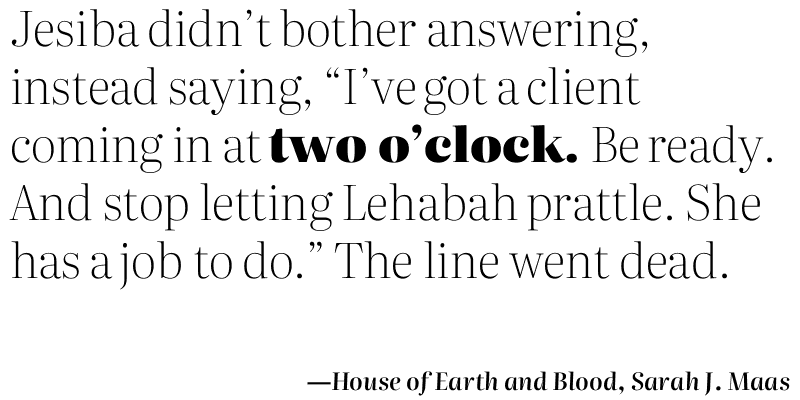 Jesiba didn’t bother answering,
instead saying, “I’ve got a client
coming in at two o’clock. Be ready.
And stop letting Lehabah prattle. She
has a job to do.” The line went dead.
—House of Earth and Blood, Sarah J. Maas